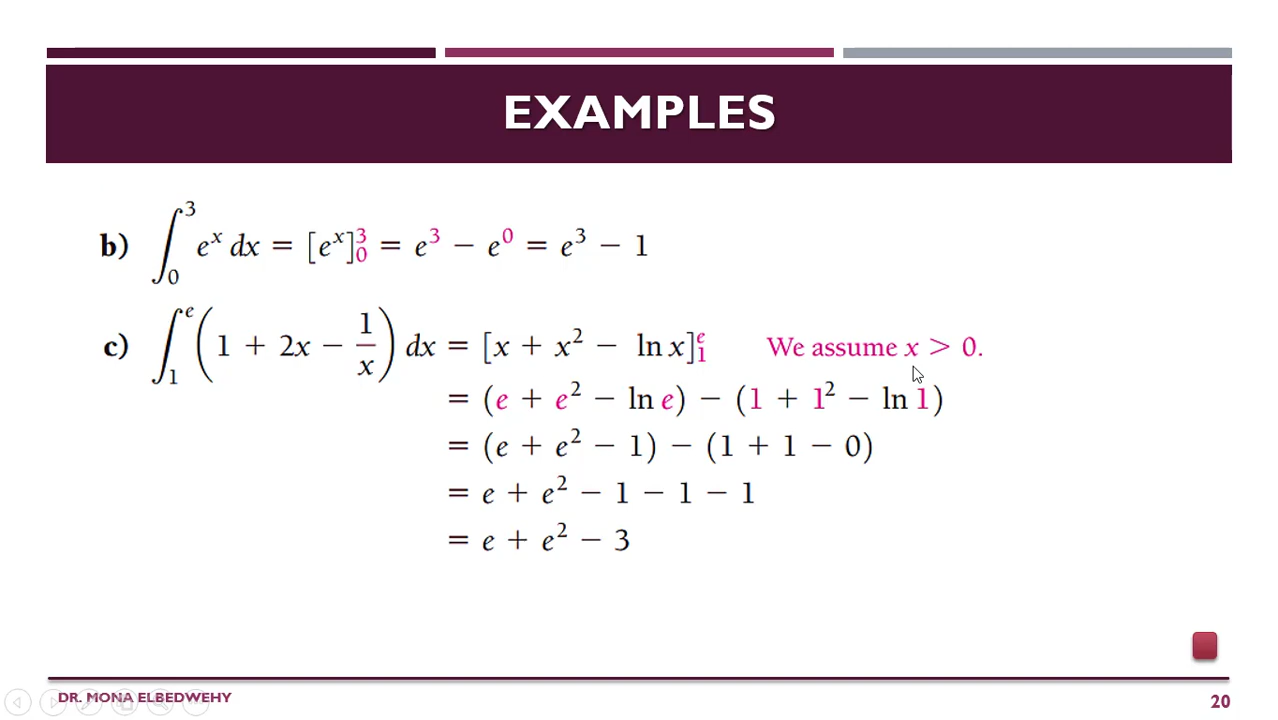 EXAMPLES
b) ∫₀³ eˣ dx = [eˣ]₀³ = e³ − e⁰ = e³ − 1
c) ∫₁ᵉ (1 + 2x − 1/x) dx = [x + x² − ln x]₁ᵉ We assume x > 0.
= (e + e² − ln e) − (1 + 1² − ln 1)
= (e + e² − 1) − (1 + 1 − 0)
= e + e² − 1 − 1 − 1
= e + e² − 3
DR. MONA ELBEDWEHY 20